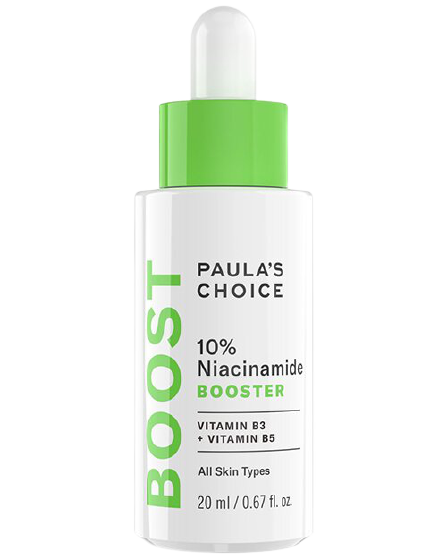 BOOST
PAULA'S
CHOICE
10%
Niacinamide
BOOSTER
VITAMIN B3
+ VITAMIN B5
All Skin Types
20 ml / 0.67 fl. oz.